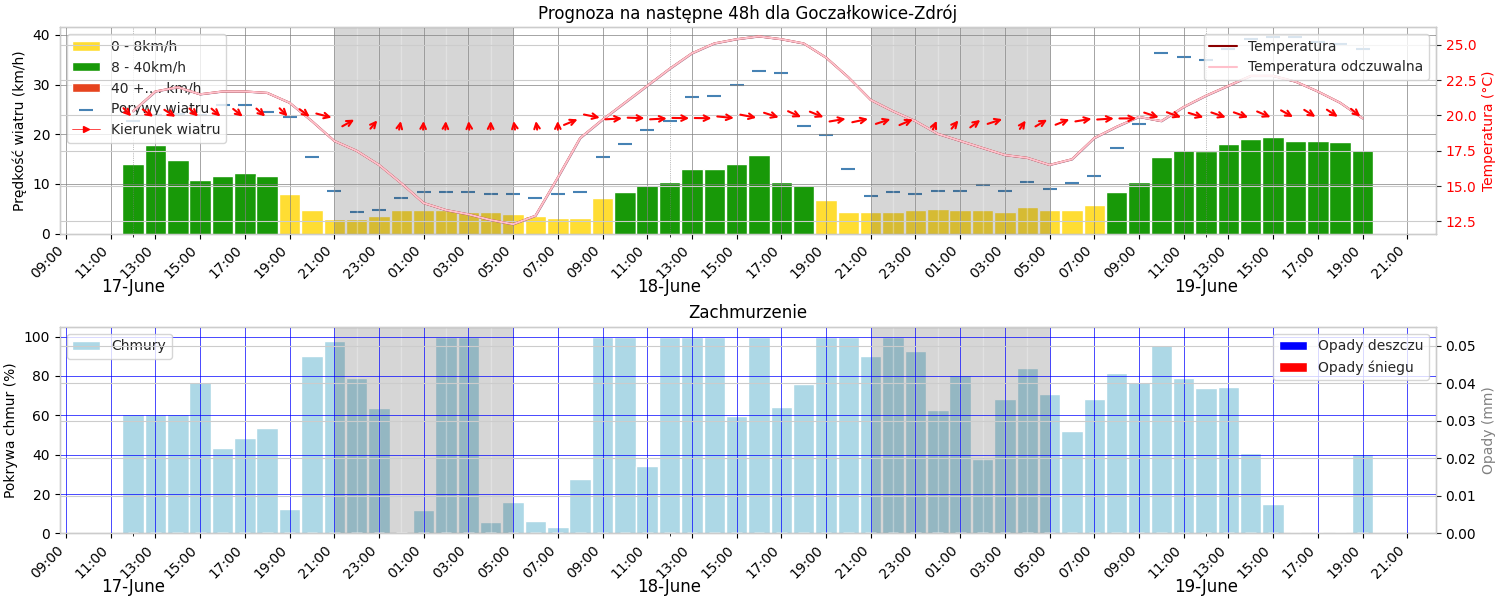 Prognoza na następne 48h dla Goczałkowice-Zdrój
Prędkość wiatru (km/h)
40
30
20
10
0
0 - 8km/h
8 - 40km/h
40 +... km/h
Porywy wiatru
Kierunek wiatru
Temperatura
Temperatura odczuwalna
25.0
22.5
20.0
17.5
15.0
12.5
Temperatura (°C)
09:00 11:00 13:00 15:00 17:00 19:00 21:00 23:00 01:00 03:00 05:00 07:00 09:00 11:00 13:00 15:00 17:00 19:00 21:00 23:00 01:00 03:00 05:00 07:00 09:00 11:00 13:00 15:00 17:00 19:00 21:00
17-June 18-June 19-June
Zachmurzenie
Pokrywa chmur (%)
100
80
60
40
20
0
Chmury
Opady deszczu
Opady śniegu
0.05
0.04
0.03
0.02
0.01
0.00
Opady (mm)
09:00 11:00 13:00 15:00 17:00 19:00 21:00 23:00 01:00 03:00 05:00 07:00 09:00 11:00 13:00 15:00 17:00 19:00 21:00 23:00 01:00 03:00 05:00 07:00 09:00 11:00 13:00 15:00 17:00 19:00 21:00
17-June 18-June 19-June